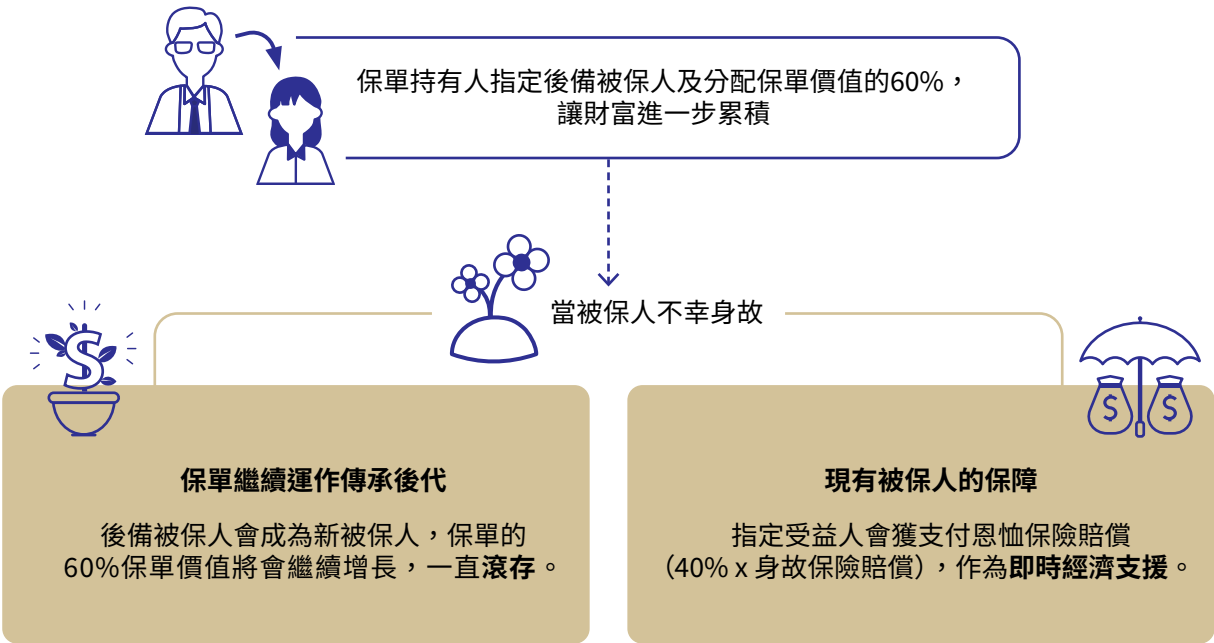 保單持有人指定後備被保人及分配保單價值的60%，
讓財富進一步累積
當被保人不幸身故
保單繼續運作傳承後代
後備被保人會成為新被保人，保單的
60%保單價值將會繼續增長，一直滾存。
現有被保人的保障
指定受益人會獲支付恩恤保險賠償
（40% x 身故保險賠償），作為即時經濟支援。